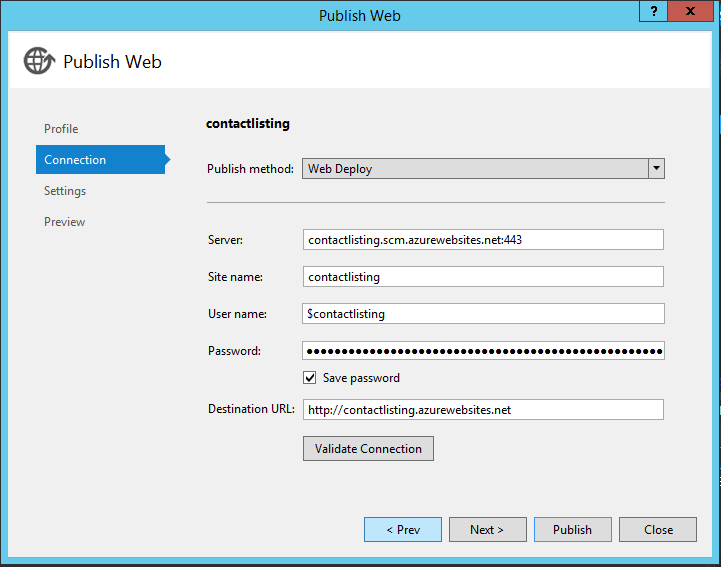 Publish Web
?
x
Publish Web
contactlisting
Profile
Connection
Settings
Preview
Publish method: Web Deploy
Server: contactlisting.scm.azurewebsites.net:443
Site name: contactlisting
User name: $contactlisting
Password: ●●●●●●●●●●●●●●●●●●●●●●●●●●●●●●●●●●●●●●●●●●●●●●●●●●●
Save password
Destination URL: http://contactlisting.azurewebsites.net
Validate Connection
< Prev
Next >
Publish
Close